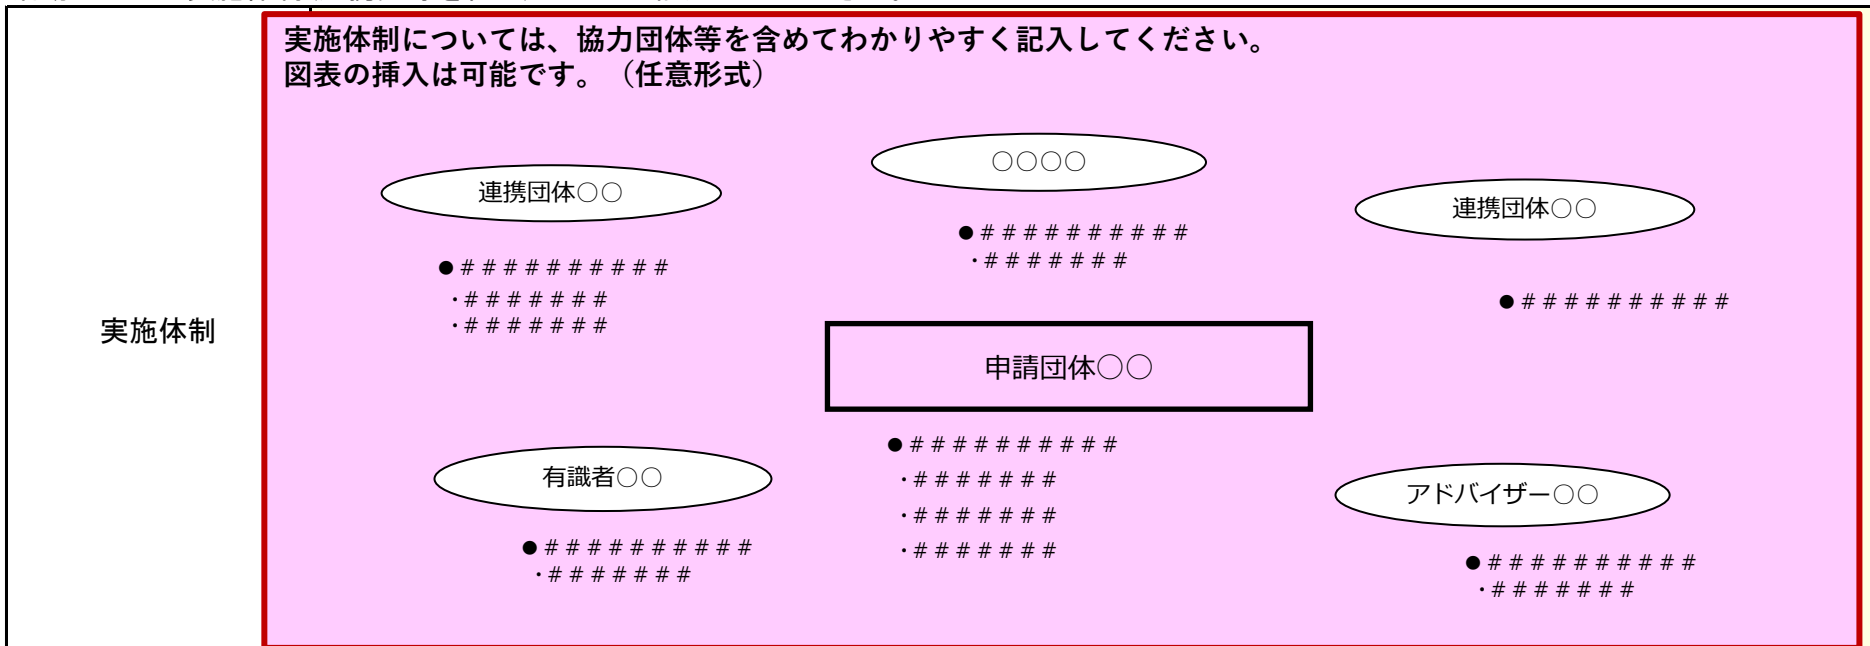 実施体制については、協力団体等を含めてわかりやすく記入してください。
図表の挿入は可能です。（任意形式）
実施体制
連携団体○○
●＃＃＃＃＃＃＃＃＃＃
・＃＃＃＃＃＃＃
・＃＃＃＃＃＃＃
○○○○
●＃＃＃＃＃＃＃＃＃＃
・＃＃＃＃＃＃＃
連携団体○○
●＃＃＃＃＃＃＃＃＃＃
申請団体○○
●＃＃＃＃＃＃＃＃＃＃
・＃＃＃＃＃＃＃
・＃＃＃＃＃＃＃
・＃＃＃＃＃＃＃
有識者○○
●＃＃＃＃＃＃＃＃＃＃
・＃＃＃＃＃＃＃
アドバイザー○○
●＃＃＃＃＃＃＃＃＃＃
・＃＃＃＃＃＃＃